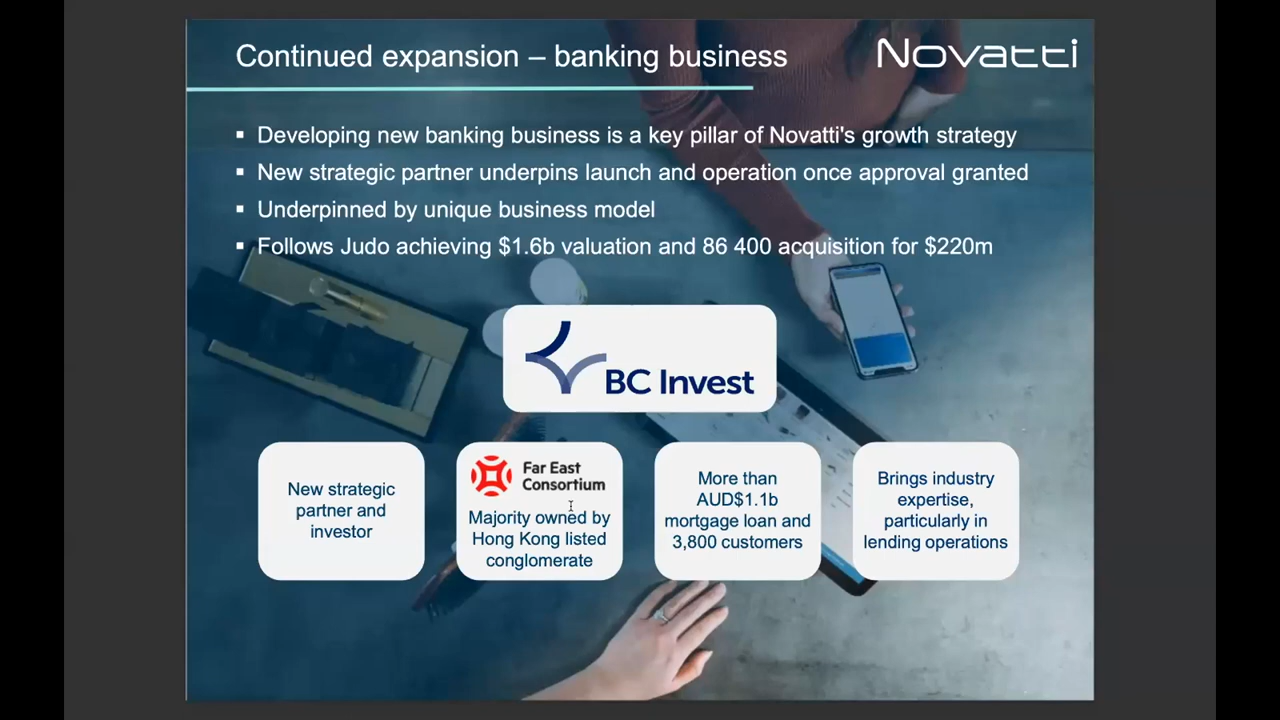 Continued expansion – banking business
Novatti
▪ Developing new banking business is a key pillar of Novatti's growth strategy
▪ New strategic partner underpins launch and operation once approval granted
▪ Underpinned by unique business model
▪ Follows Judo achieving $1.6b valuation and 86 400 acquisition for $220m
BC Invest
New strategic
partner and
investor
Far East
Consortium
Majority owned by
Hong Kong listed
conglomerate
More than
AUD$1.1b
mortgage loan and
3,800 customers
Brings industry
expertise,
particularly in
lending operations